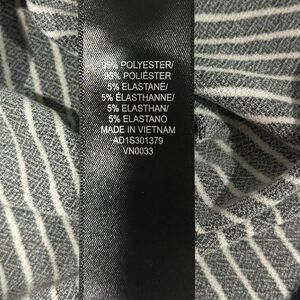 95% POLYESTER/
95% POLIÉSTER
5% ELASTANE/
5% ÉLASTHANNE/
5% ELASTHAN/
5% ELASTANO
MADE IN VIETNAM
AD1S301379
VN0033